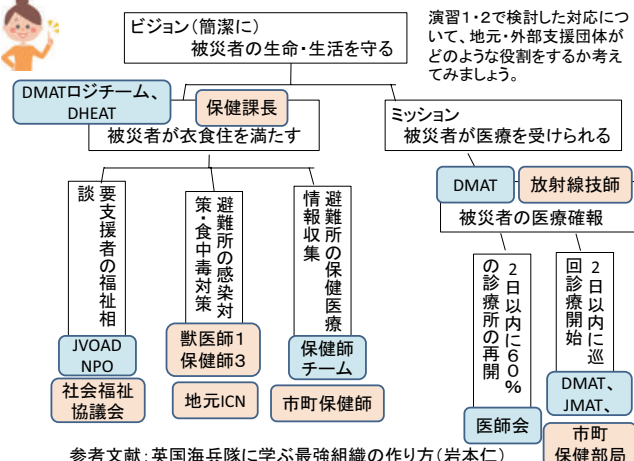 ビジョン(簡潔に)
被災者の生命・生活を守る
演習1・2で検討した対応につ
いて、地元・外部支援団体が
どのような役割をするか考え
てみましょう。
DMATロジチーム、
DHEAT
保健課長
被災者が衣食住を満たす
ミッション
被災者が医療を受けられる
DMAT
放射線技師
被災者の医療確報
要支援者の福祉相
談
避難所の感染対
策・食中毒対策
避難所の保健医療
情報収集
2日以内に60%
の診療所の再開
2日以内に巡
回診療開始
JVOAD
NPO
社会福祉
協議会
獣医師1
保健師3
地元ICN
保健師
チーム
市町保健師
医師会
DMAT、
JMAT、
市町
保健部局
参考文献:英国海兵隊に学ぶ最強組織の作り方(岩本仁)